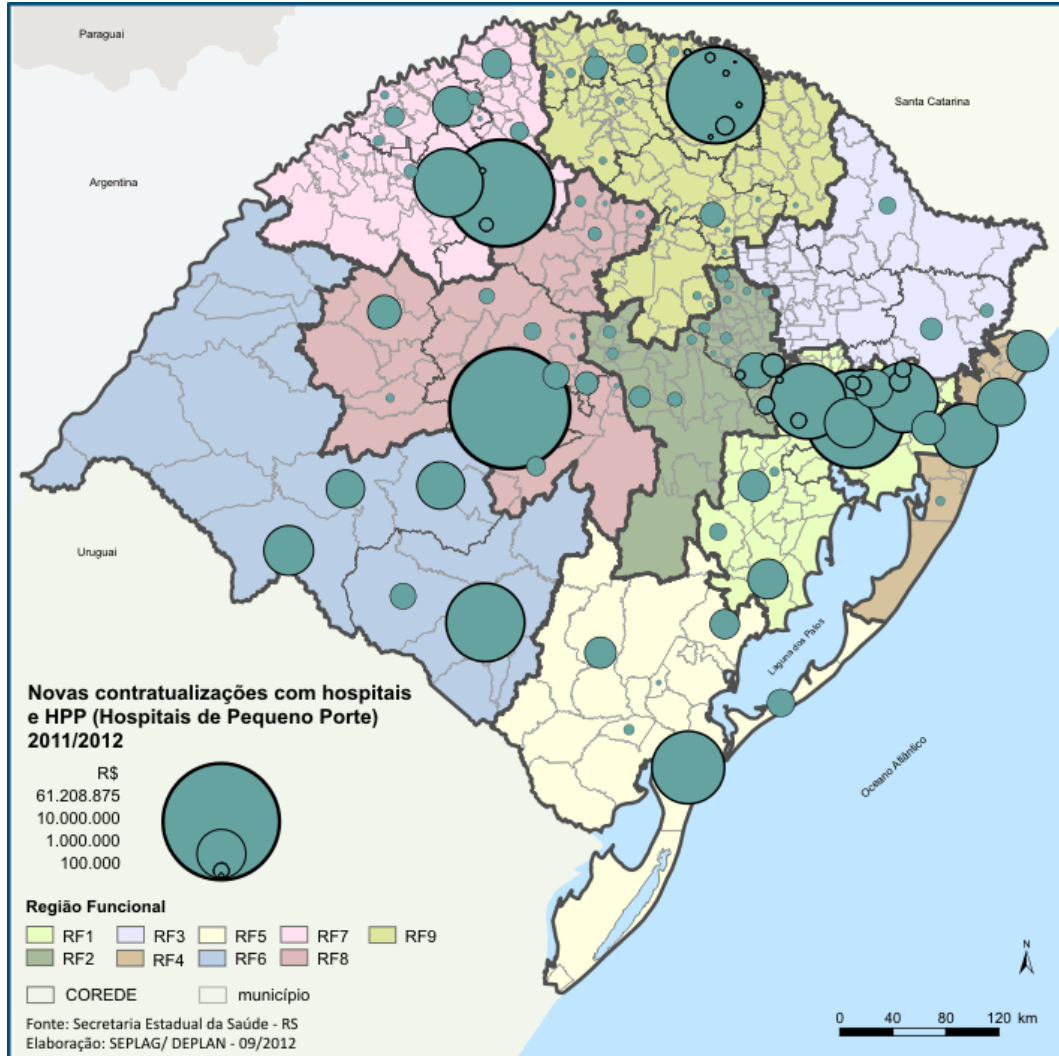 Paraguai
Santa Catarina
Argentina
Uruguai
Laguna dos Patos
Oceano Atlântico
Novas contratualizações com hospitais
e HPP (Hospitais de Pequeno Porte)
2011/2012
R$
61.208.875
10.000.000
1.000.000
100.000
Região Funcional
RF1 RF3 RF5 RF7 RF9
RF2 RF4 RF6 RF8
COREDE município
Fonte: Secretaria Estadual da Saúde - RS
Elaboração: SEPLAG/ DEPLAN - 09/2012
N
0 40 80 120 km